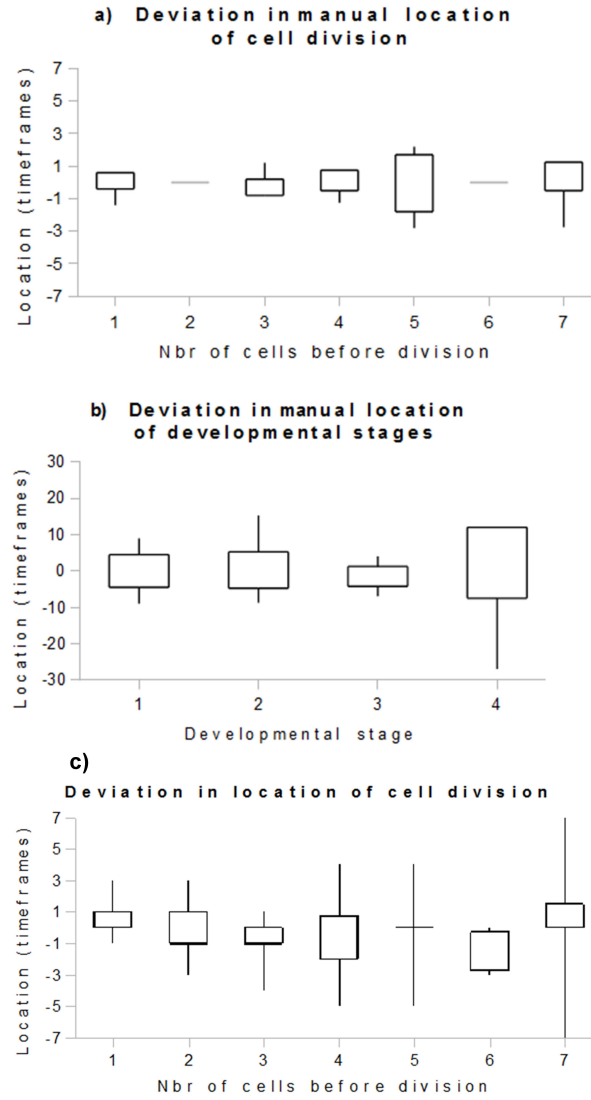 a) Deviation in manual location
of cell division
Location (timeframes)
7
5
3
1
-1
-3
-5
-7
1 2 3 4 5 6 7
Nbr of cells before division
b) Deviation in manual location
of developmental stages
Location (timeframes)
30
20
10
0
-10
-20
-30
1 2 3 4
Developmental stage
c)
Deviation in location of cell division
Location (timeframes)
7
5
3
1
-1
-3
-5
-7
1 2 3 4 5 6 7
Nbr of cells before division